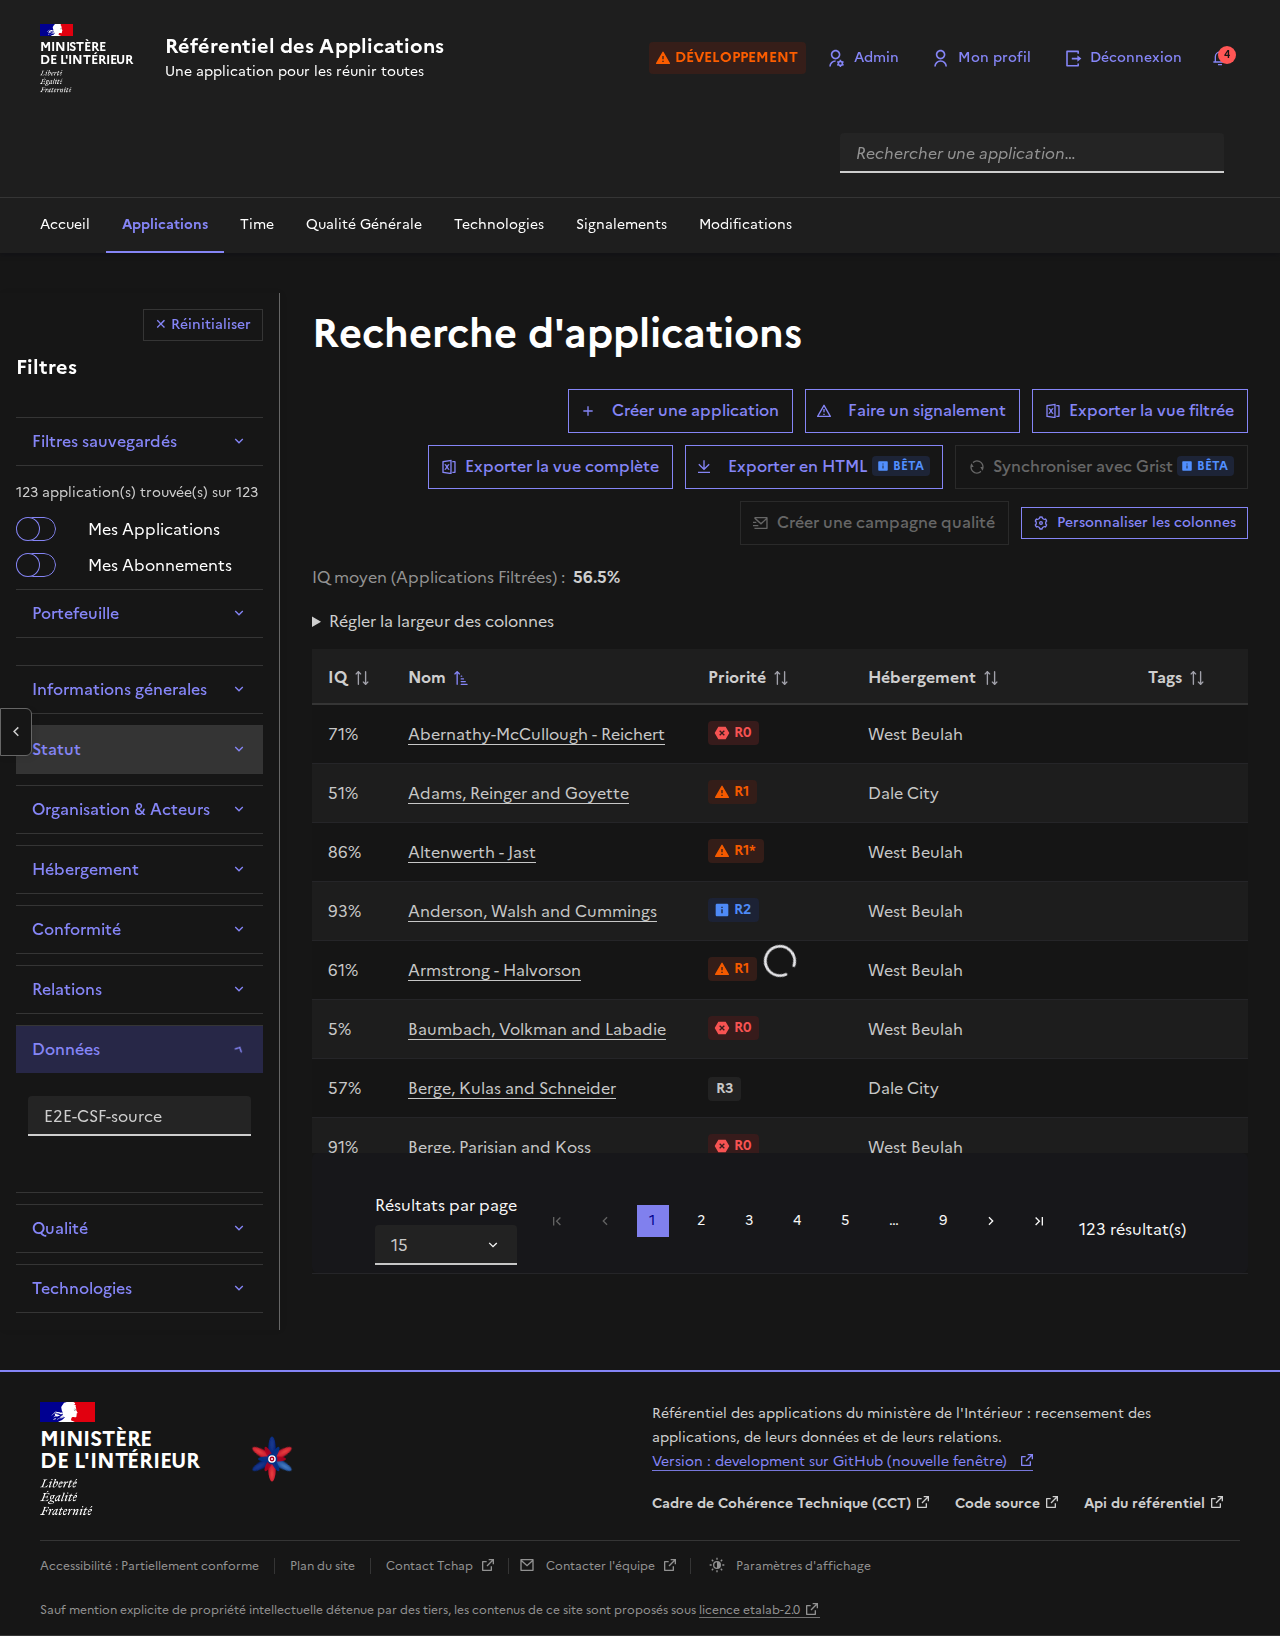 MINISTÈRE
DE L'INTÉRIEUR
Liberté
Égalité
Fraternité
Référentiel des Applications
Une application pour les réunir toutes
DÉVELOPPEMENT
Admin
Mon profil
Déconnexion
4
Rechercher une application...
Accueil
Applications
Time
Qualité Générale
Technologies
Signalements
Modifications
Réinitialiser
Filtres
Filtres sauvegardés
123 application(s) trouvée(s) sur 123
Mes Applications
Mes Abonnements
Portefeuille
Informations génerales
Statut
Organisation & Acteurs
Hébergement
Conformité
Relations
Données
E2E-CSF-source
Qualité
Technologies
Recherche d'applications
Créer une application
Faire un signalement
Exporter la vue filtrée
Exporter la vue complète
Exporter en HTML BÊTA
Synchroniser avec Grist BÊTA
Créer une campagne qualité
Personnaliser les colonnes
IQ moyen (Applications Filtrées) : 56.5%
Régler la largeur des colonnes
IQ Nom Priorité Hébergement Tags
71% Abernathy-McCullough - Reichert R0 West Beulah
51% Adams, Reinger and Goyette R1 Dale City
86% Altenwerth - Jast R1* West Beulah
93% Anderson, Walsh and Cummings R2 West Beulah
61% Armstrong - Halvorson R1 West Beulah
5% Baumbach, Volkman and Labadie R0 West Beulah
57% Berge, Kulas and Schneider R3 Dale City
91% Berge, Parisian and Koss R0 West Beulah
Résultats par page
15
1 2 3 4 5 … 9
123 résultat(s)
MINISTÈRE
DE L'INTÉRIEUR
Liberté
Égalité
Fraternité
Référentiel des applications du ministère de l'Intérieur : recensement des
applications, de leurs données et de leurs relations.
Version : development sur GitHub (nouvelle fenêtre)
Cadre de Cohérence Technique (CCT)
Code source
Api du référentiel
Accessibilité : Partiellement conforme
Plan du site
Contact Tchap
Contacter l'équipe
Paramètres d'affichage
Sauf mention explicite de propriété intellectuelle détenue par des tiers, les contenus de ce site sont proposés sous licence etalab-2.0